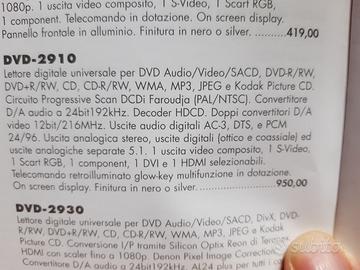 1080p. 1 uscita video composito, 1 S-Video, 1 Scart RGB,
1 component. Telecomando in dotazione. On screen display.
Pannello frontale in alluminio. Finitura in nero o silver. ..........419,00
DVD-2910
Lettore digitale universale per DVD Audio/Video/SACD, DVD-R/RW,
DVD+R/RW, CD, CD-R/RW, WMA, MP3, JPEG e Kodak Picture CD.
Circuito Progressive Scan DCDi Faroudja (PAL/NTSC). Convertitore
D/A audio a 24bit192kHz. Decoder HDCD. Doppi convertitori D/A
video 12bit/216MHz. Uscite audio digitali AC-3, DTS, e PCM
24/96. Uscita analogica stereo, uscite digitali (ottica e coassiale) ed
uscite analogiche separate 5.1. 1 uscita video composito, 1 S-Video,
1 Scart RGB, 1 component, 1 DVI e 1 HDMI selezionabili.
Telecomando retroilluminato glow-key multifunzione in dotazione.
On screen display. Finitura in nero o silver. ..........................950,00
DVD-2930
Lettore digitale universale per DVD Audio/Video/SACD, DivX, DVD-
R/RW, DVD+R/RW, CD, CD-R/RW, WMA, MP3, JPEG e Kodak
Picture CD. Conversione I/P tramite Silicon Optix Reon di
HDMI con scaler fino a 1080p. Denon Pixel Image
D/A audio a 24bit192kHz. AL24 plus per tutti i
subito